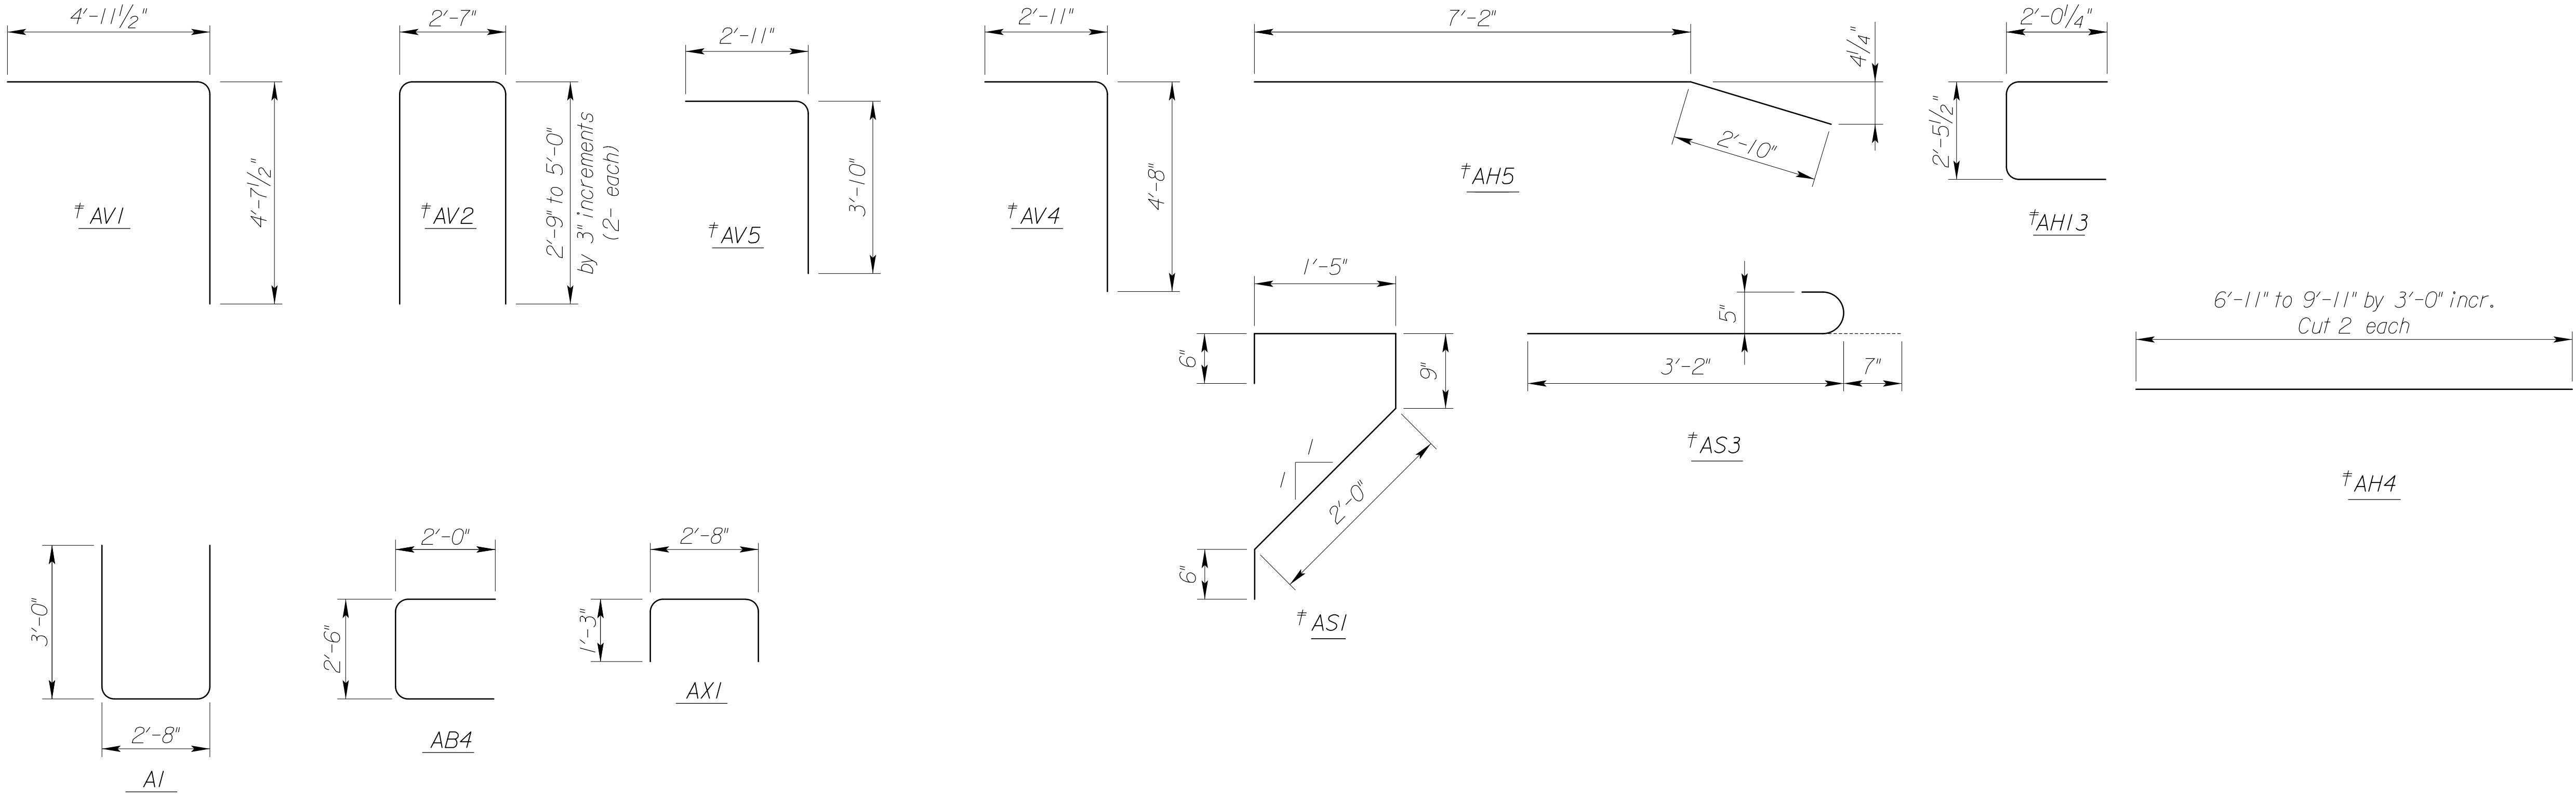 4'-11 1/2"
4'-7 1/2"
‡ AV1
2'-7"
2'-9" to 5'-0"
by 3" increments
(2- each)
‡ AV2
2'-11"
3'-10"
‡ AV5
2'-11"
4'-8"
‡ AV4
7'-2"
4 1/4"
2'-10"
‡ AH5
2'-0 1/4"
2'-5 1/2"
‡ AH13
1'-5"
6"
9"
1
1
2'-0"
6"
‡ AS1
5"
3'-2"
7"
‡ AS3
6'-11" to 9'-11" by 3'-0" incr.
Cut 2 each
‡ AH4
3'-0"
2'-8"
A1
2'-0"
2'-6"
AB4
2'-8"
1'-3"
AX1